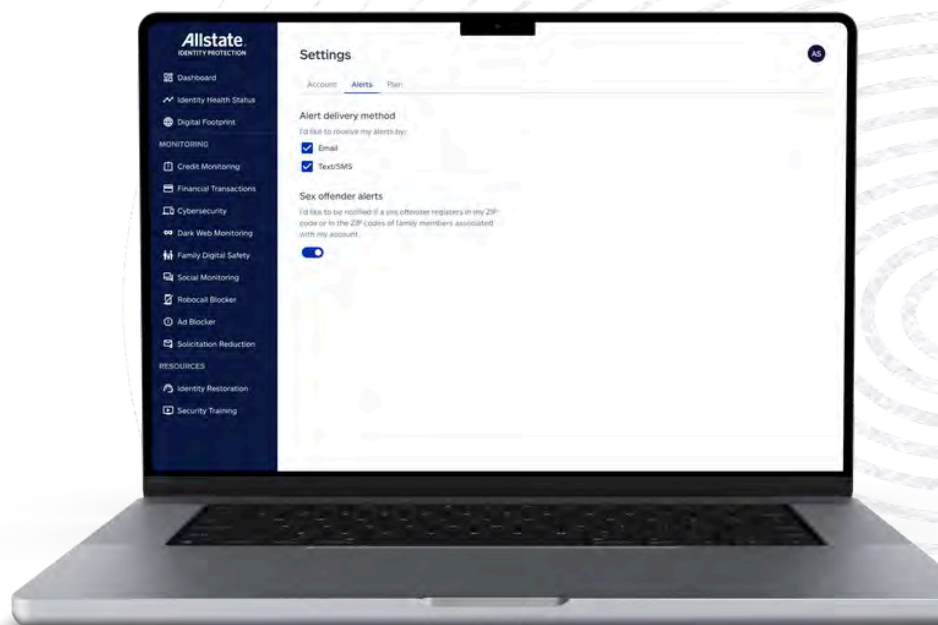 Allstate
IDENTITY PROTECTION
Dashboard
Identity Health Status
Digital Footprint
MONITORING
Credit Monitoring
Financial Transactions
Cybersecurity
Dark Web Monitoring
Family Digital Safety
Social Monitoring
Robocall Blocker
Ad Blocker
Solicitation Reduction
RESOURCES
Identity Restoration
Security Training
Settings
AS
Account Alerts Plan
Alert delivery method
I'd like to receive my alerts by:
Email
Text/SMS
Sex offender alerts
I'd like to be notified if a sex offender registers in my ZIP
code or in the ZIP codes of family members associated
with my account.